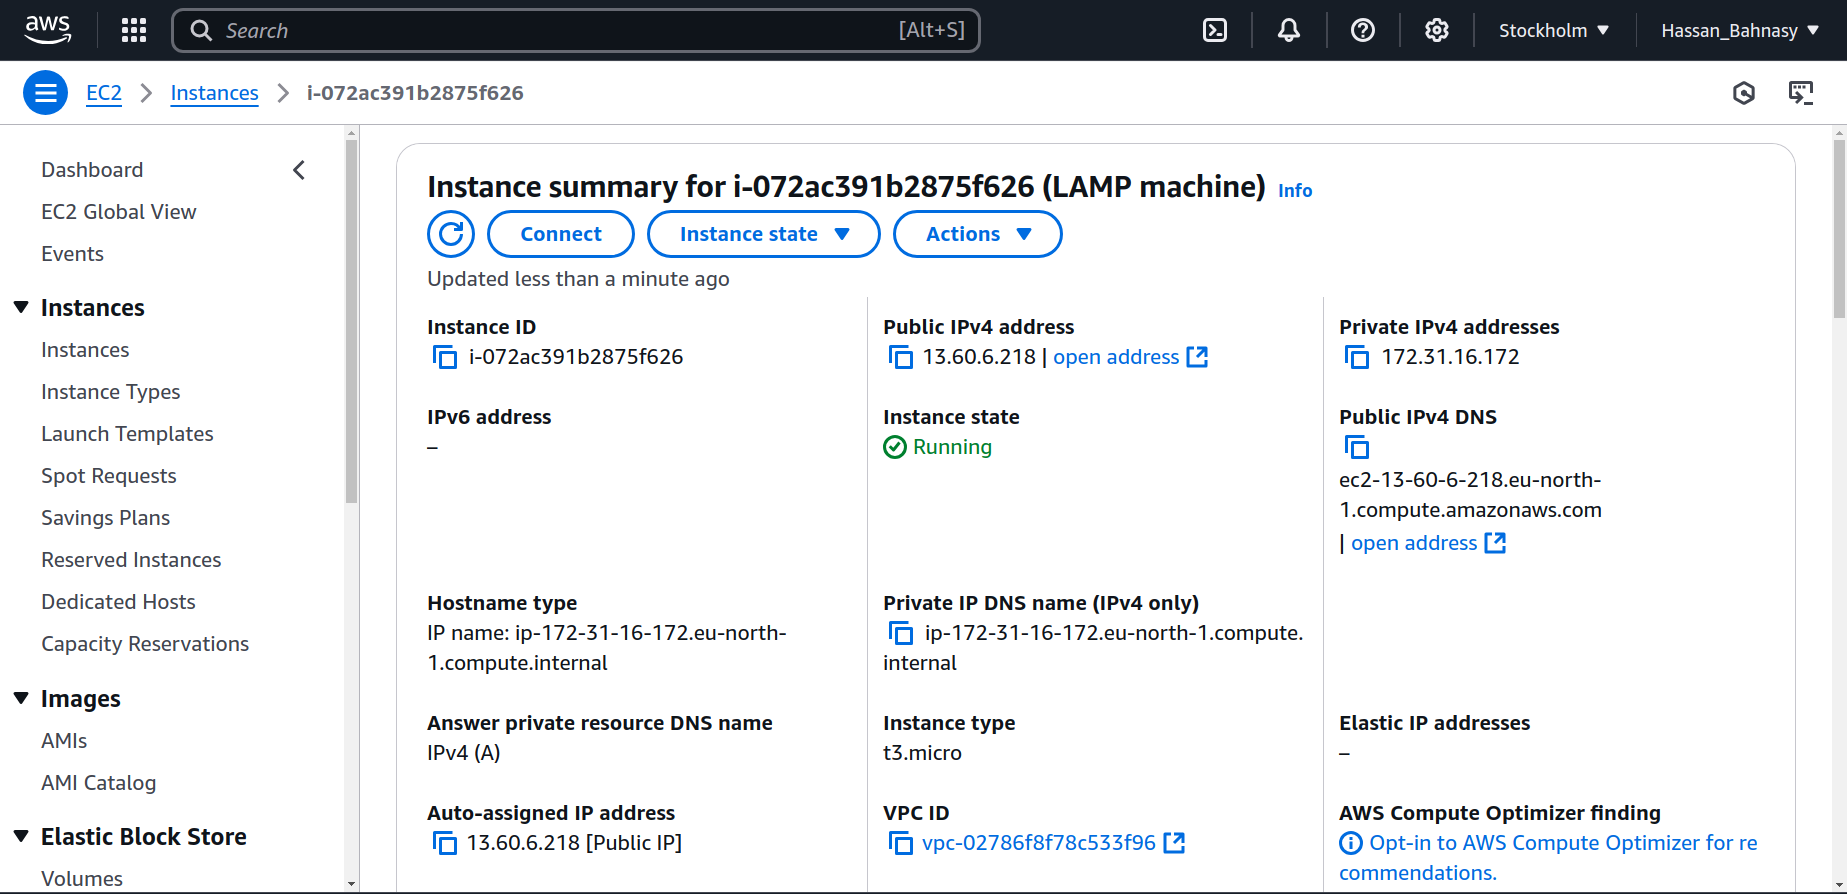 aws
Search
[Alt+S]
Stockholm
Hassan_Bahnasy
EC2
Instances
i-072ac391b2875f626
Dashboard
EC2 Global View
Events
Instances
Instances
Instance Types
Launch Templates
Spot Requests
Savings Plans
Reserved Instances
Dedicated Hosts
Capacity Reservations
Images
AMIs
AMI Catalog
Elastic Block Store
Volumes
Instance summary for i-072ac391b2875f626 (LAMP machine) Info
Connect
Instance state
Actions
Updated less than a minute ago
Instance ID
i-072ac391b2875f626
Public IPv4 address
13.60.6.218 | open address
Private IPv4 addresses
172.31.16.172
IPv6 address
–
Instance state
Running
Public IPv4 DNS
ec2-13-60-6-218.eu-north-
1.compute.amazonaws.com
| open address
Hostname type
IP name: ip-172-31-16-172.eu-north-
1.compute.internal
Private IP DNS name (IPv4 only)
ip-172-31-16-172.eu-north-1.compute.
internal
Answer private resource DNS name
IPv4 (A)
Instance type
t3.micro
Elastic IP addresses
–
Auto-assigned IP address
13.60.6.218 [Public IP]
VPC ID
vpc-02786f8f78c533f96
AWS Compute Optimizer finding
Opt-in to AWS Compute Optimizer for re
commendations.